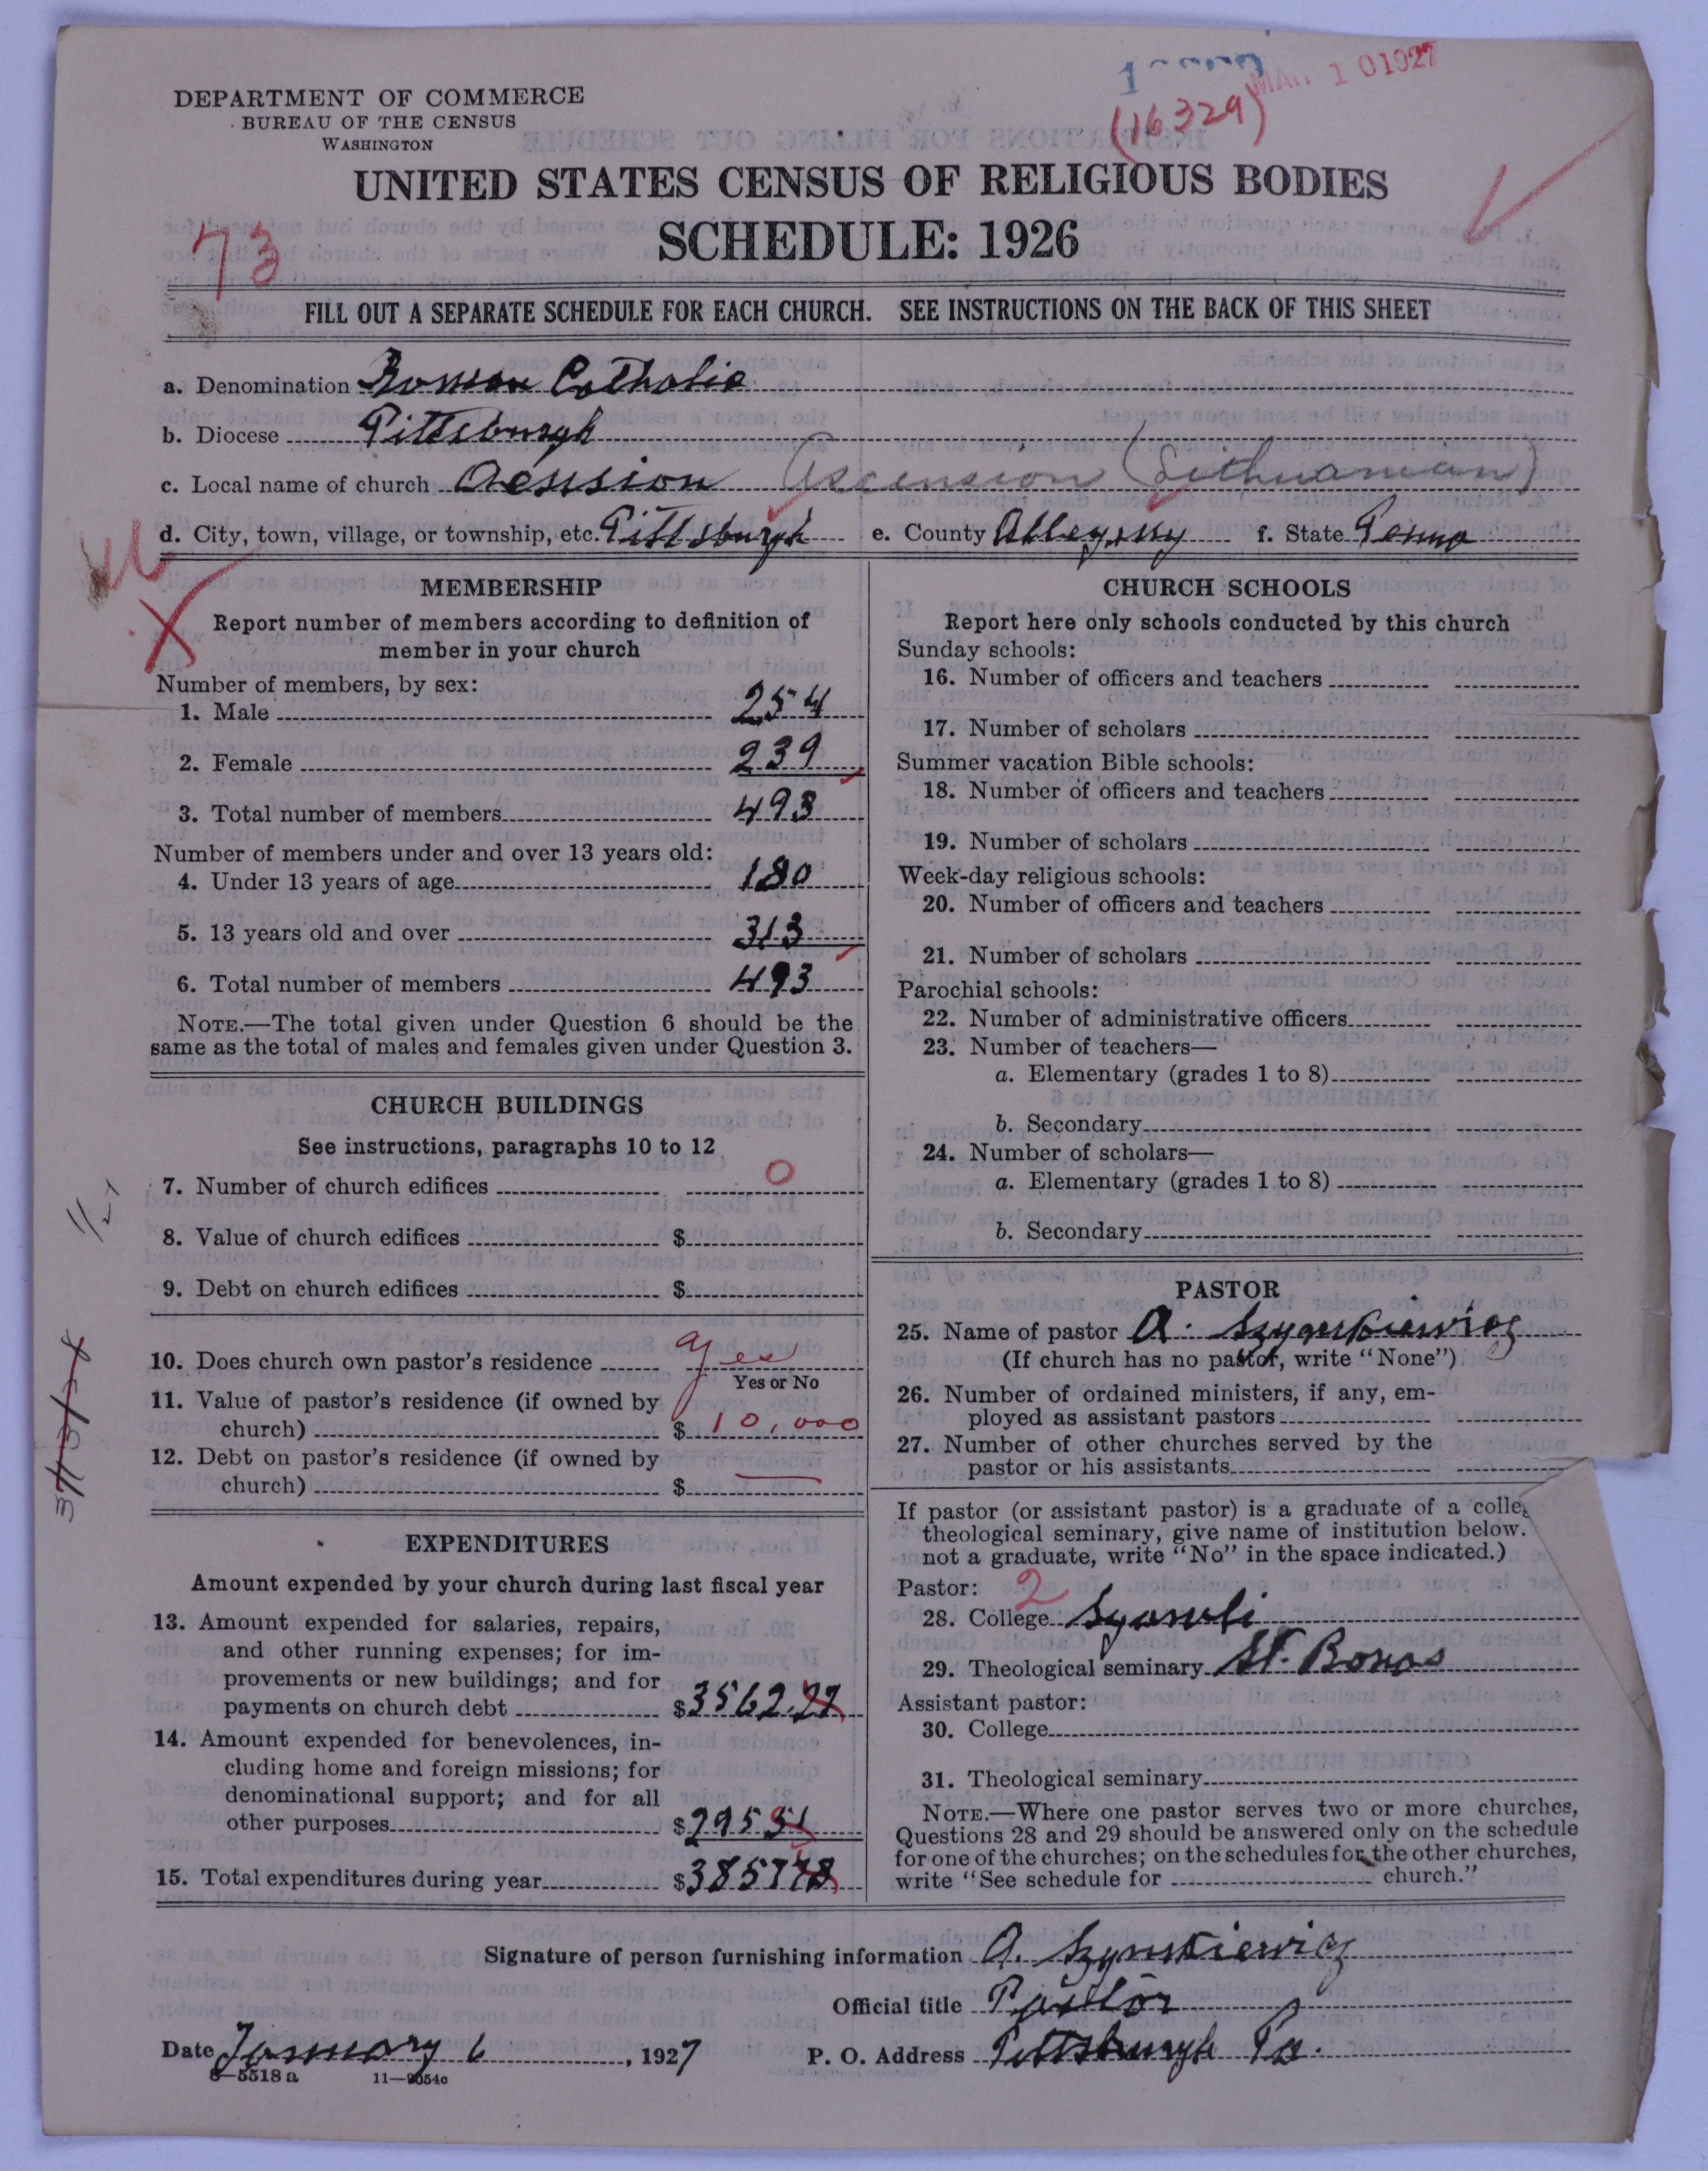 MAR 1 0 1927
(16329)
DEPARTMENT OF COMMERCE
BUREAU OF THE CENSUS
WASHINGTON
UNITED STATES CENSUS OF RELIGIOUS BODIES
SCHEDULE: 1926
73
FILL OUT A SEPARATE SCHEDULE FOR EACH CHURCH. SEE INSTRUCTIONS ON THE BACK OF THIS SHEET
a. Denomination Roman Catholic
b. Diocese Pittsburgh
c. Local name of church Acension Ascension (Lithuanian)
d. City, town, village, or township, etc. Pittsburgh e. County Allegeny f. State Penna
MEMBERSHIP
Report number of members according to definition of
member in your church
Number of members, by sex:
1. Male 254
2. Female 239
3. Total number of members 493
Number of members under and over 13 years old:
4. Under 13 years of age 180
5. 13 years old and over 313
6. Total number of members 493
NOTE.—The total given under Question 6 should be the
same as the total of males and females given under Question 3.
CHURCH BUILDINGS
See instructions, paragraphs 10 to 12
7. Number of church edifices 0
8. Value of church edifices $
9. Debt on church edifices $
10. Does church own pastor's residence yes
Yes or No
11. Value of pastor's residence (if owned by
church) $ 10,000
12. Debt on pastor's residence (if owned by
church) $ —
EXPENDITURES
Amount expended by your church during last fiscal year
13. Amount expended for salaries, repairs,
and other running expenses; for im-
provements or new buildings; and for
payments on church debt $3562.27
14. Amount expended for benevolences, in-
cluding home and foreign missions; for
denominational support; and for all
other purposes $295 51
15. Total expenditures during year $3857 78
CHURCH SCHOOLS
Report here only schools conducted by this church
Sunday schools:
16. Number of officers and teachers
17. Number of scholars
Summer vacation Bible schools:
18. Number of officers and teachers
19. Number of scholars
Week-day religious schools:
20. Number of officers and teachers
21. Number of scholars
Parochial schools:
22. Number of administrative officers
23. Number of teachers—
a. Elementary (grades 1 to 8)
b. Secondary
24. Number of scholars—
a. Elementary (grades 1 to 8)
b. Secondary
PASTOR
25. Name of pastor A. Szynkiewicz
(If church has no pastor, write "None")
26. Number of ordained ministers, if any, em-
ployed as assistant pastors
27. Number of other churches served by the
pastor or his assistants
If pastor (or assistant pastor) is a graduate of a colle
theological seminary, give name of institution below.
not a graduate, write "No" in the space indicated.)
Pastor: 2
28. College
29. Theological seminary St. Bonas
Assistant pastor:
30. College
31. Theological seminary
NOTE.—Where one pastor serves two or more churches,
Questions 28 and 29 should be answered only on the schedule
for one of the churches; on the schedules for the other churches,
write "See schedule for church."
Signature of person furnishing information A. Szynkiewicz
Official title Pastor
Date January 6, 1927 P. O. Address Pittsburgh Pa.
8—5518 a 11—9054c